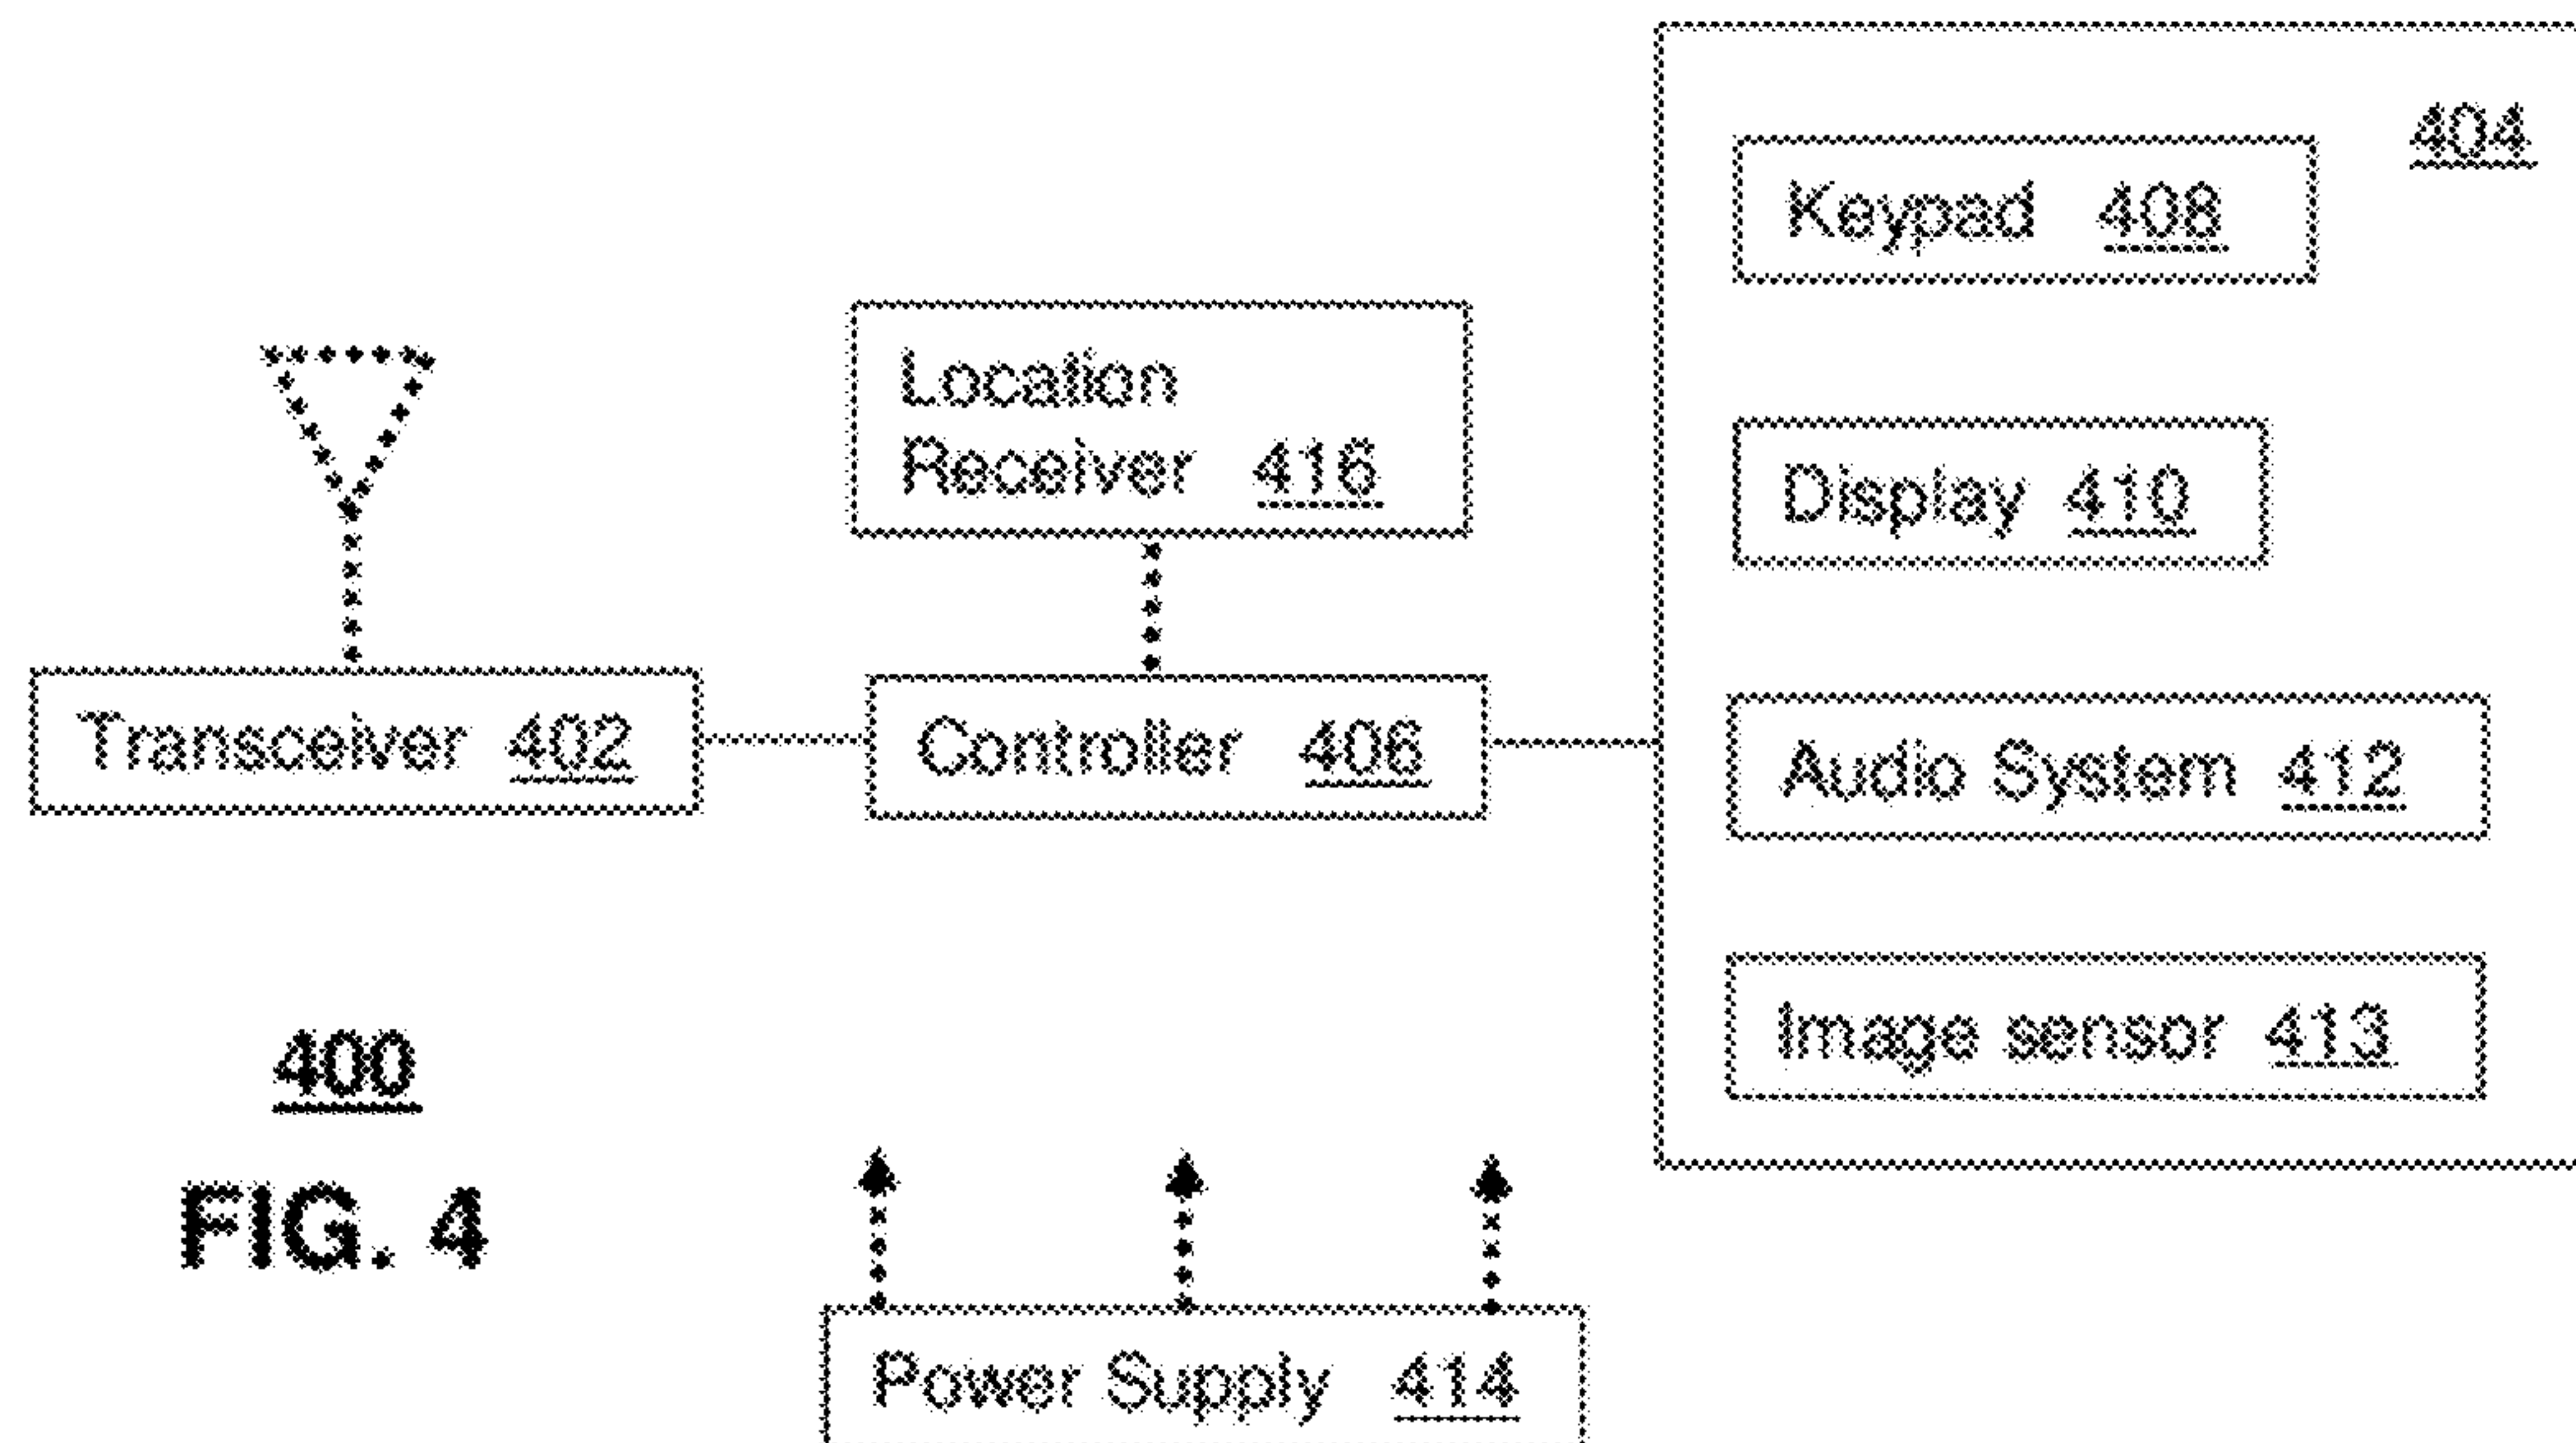 404
Keypad 408
Location
Receiver 416
Display 410
Transceiver 402
Controller 406
Audio System 412
Image sensor 413
400
FIG. 4
Power Supply 414